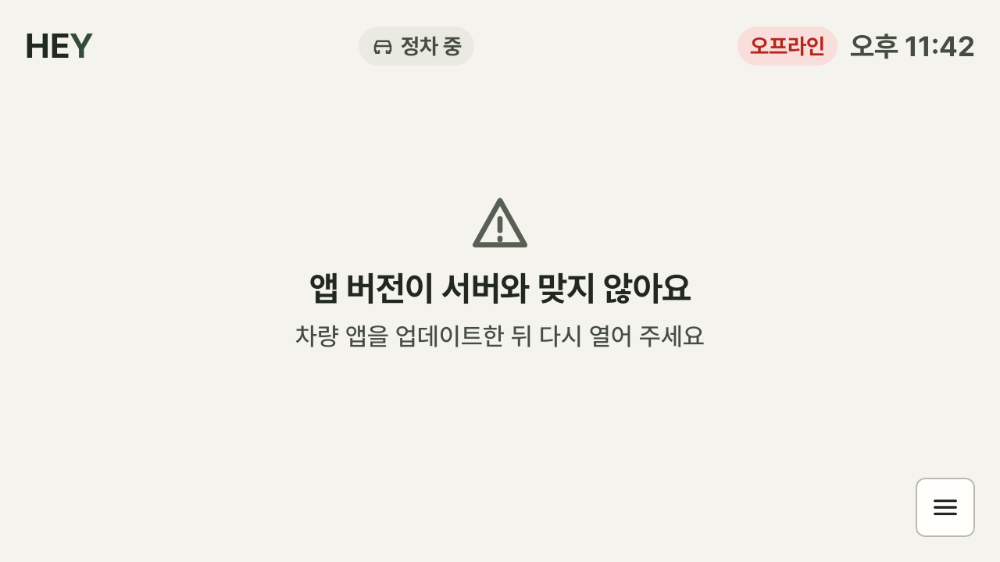 HEY
정차 중
오프라인
오후 11:42
앱 버전이 서버와 맞지 않아요
차량 앱을 업데이트한 뒤 다시 열어 주세요